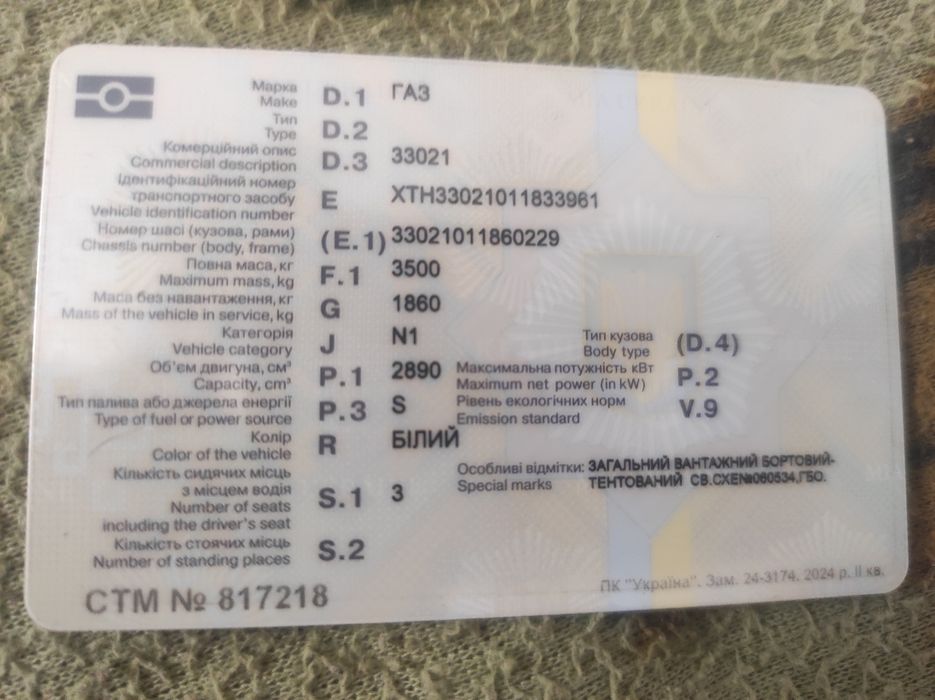 Марка
Make D.1 ГАЗ
Тип
Type D.2
Комерційний опис
Commercial description D.3 33021
Ідентифікаційний номер
транспортного засобу
Vehicle identification number E XTH33021011833961
Номер шасі (кузова, рами)
Chassis number (body, frame) (E.1) 33021011860229
Повна маса, кг
Maximum mass, kg F.1 3500
Маса без навантаження, кг
Mass of the vehicle in service, kg G 1860
Категорія
Vehicle category J N1
Тип кузова
Body type (D.4)
Об'єм двигуна, см³
Capacity, cm³ P.1 2890
Максимальна потужність кВт
Maximum net power (in kW) P.2
Тип палива або джерела енергії
Type of fuel or power source P.3 S
Рівень екологічних норм
Emission standard V.9
Колір
Color of the vehicle R БІЛИЙ
Кількість сидячих місць
з місцем водія
Number of seats
including the driver's seat S.1 3
Особливі відмітки: ЗАГАЛЬНИЙ ВАНТАЖНИЙ БОРТОВИЙ-
Special marks ТЕНТОВАНИЙ СВ.СХЕ№060534,ГБО.
Кількість стоячих місць
Number of standing places S.2
СТМ № 817218
ПК "Україна". Зам. 24-3174. 2024 р. II кв.